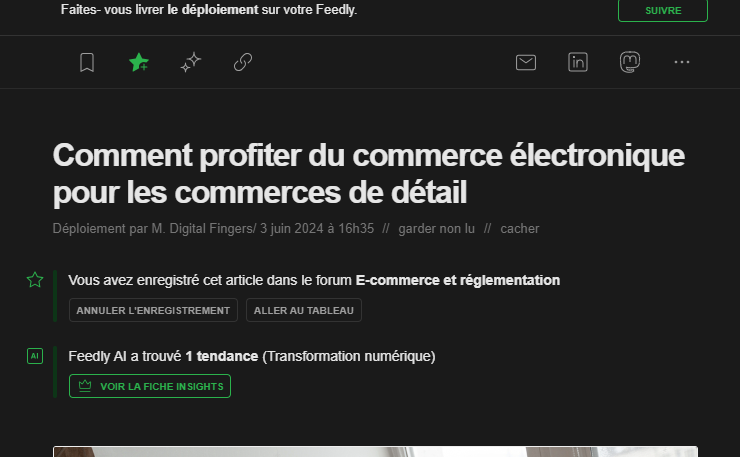 Faites- vous livrer le déploiement sur votre Feedly.
SUIVRE
Comment profiter du commerce électronique
pour les commerces de détail
Déploiement par M. Digital Fingers/ 3 juin 2024 à 16h35 // garder non lu // cacher
Vous avez enregistré cet article dans le forum E-commerce et réglementation
ANNULER L'ENREGISTREMENT
ALLER AU TABLEAU
AI
Feedly AI a trouvé 1 tendance (Transformation numérique)
VOIR LA FICHE INSIGHTS